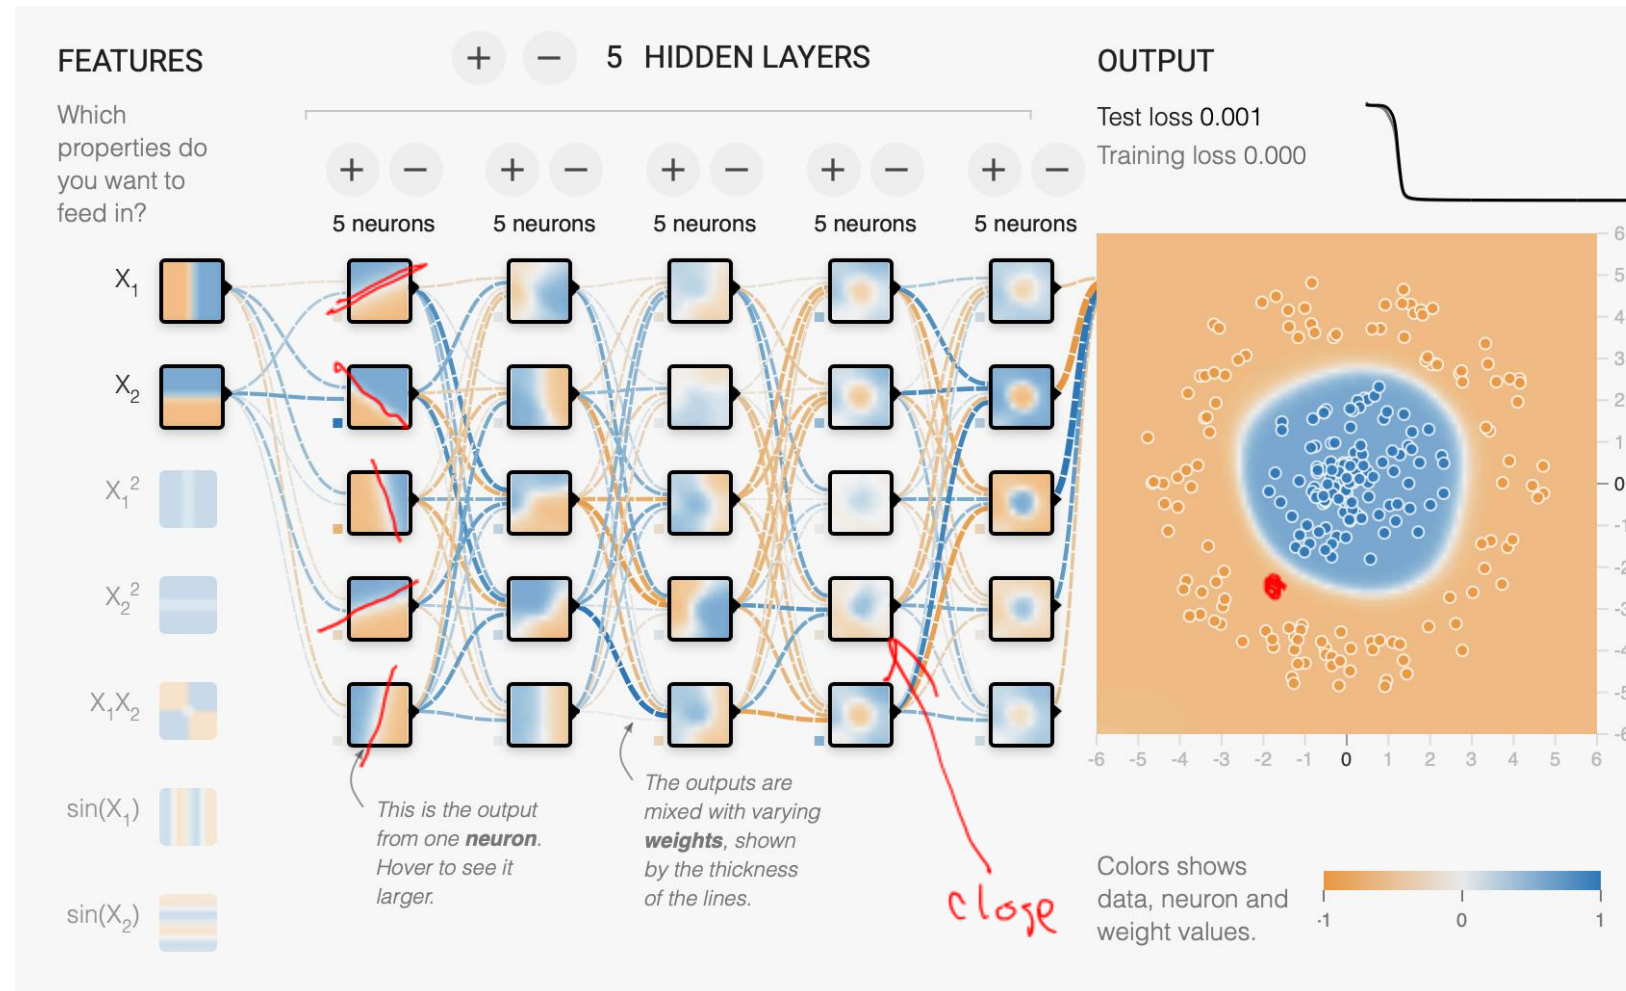 FEATURES
+ − 5 HIDDEN LAYERS
OUTPUT
Which
properties do
you want to
feed in?
Test loss 0.001
Training loss 0.000
+ − + − + − + − + −
5 neurons 5 neurons 5 neurons 5 neurons 5 neurons
X₁
X₂
X₁²
X₂²
X₁X₂
sin(X₁)
sin(X₂)
This is the output
from one neuron.
Hover to see it
larger.
The outputs are
mixed with varying
weights, shown
by the thickness
of the lines.
close
6
5
4
3
2
1
0
-1
-2
-3
-4
-5
-6
-6 -5 -4 -3 -2 -1 0 1 2 3 4 5 6
Colors shows
data, neuron and
weight values.
-1 0 1